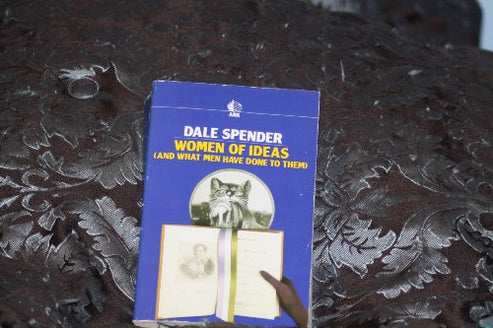 ARK
DALE SPENDER
WOMEN OF IDEAS
(AND WHAT MEN HAVE DONE TO THEM)